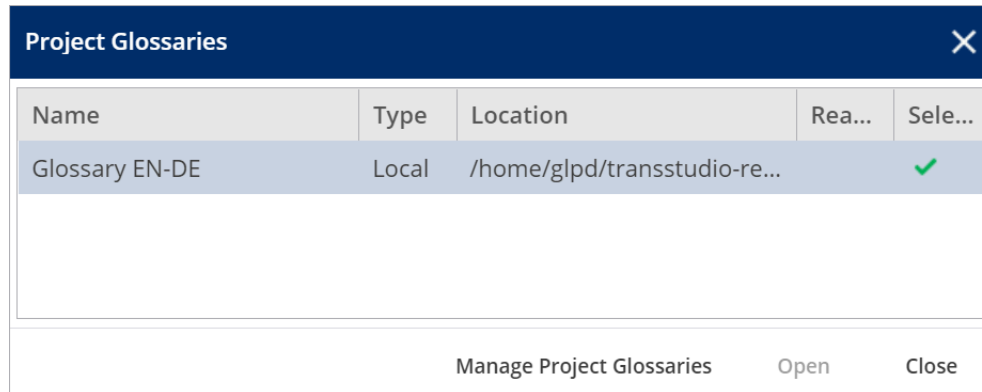 Project Glossaries
Name Type Location Rea... Sele...
Glossary EN-DE Local /home/glpd/transstudio-re...
Manage Project Glossaries Open Close